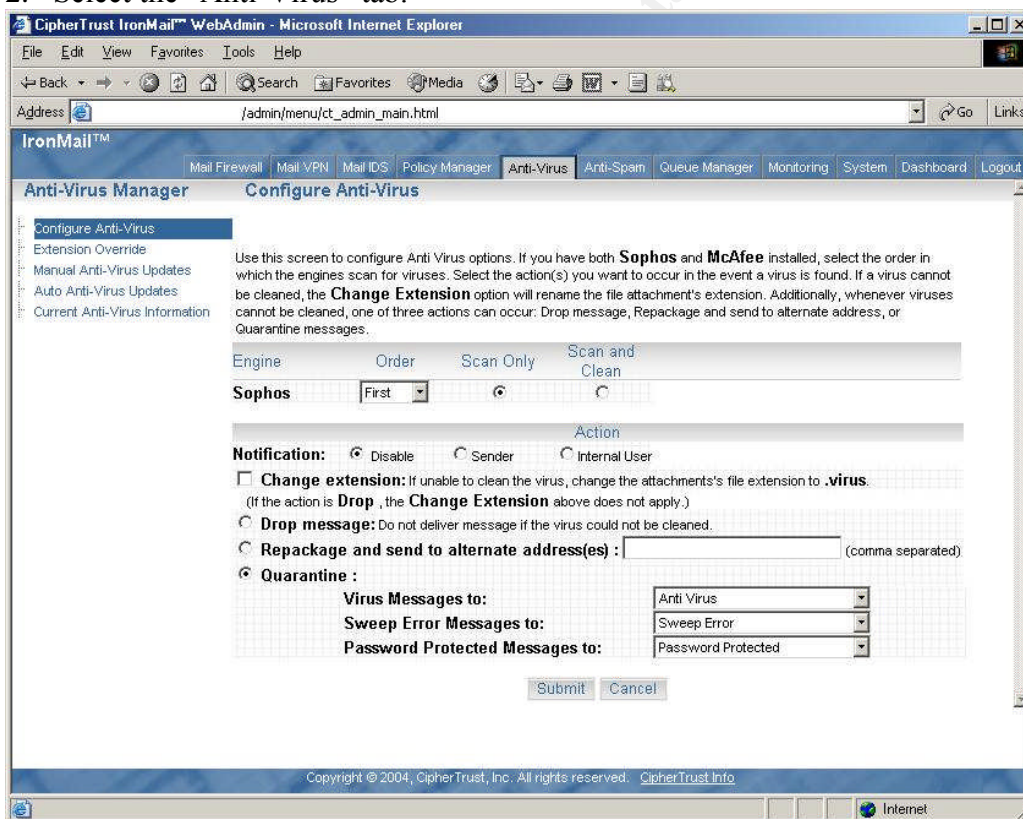 2. Select the "Anti-Virus" tab.
CipherTrust IronMail™ WebAdmin - Microsoft Internet Explorer
File Edit View Favorites Tools Help
Back Search Favorites Media
Address /admin/menu/ct_admin_main.html Go Links
IronMail™
Mail Firewall Mail VPN Mail IDS Policy Manager Anti-Virus Anti-Spam Queue Manager Monitoring System Dashboard Logout
Anti-Virus Manager Configure Anti-Virus
Configure Anti-Virus
Extension Override
Manual Anti-Virus Updates
Auto Anti-Virus Updates
Current Anti-Virus Information
Use this screen to configure Anti Virus options. If you have both Sophos and McAfee installed, select the order in
which the engines scan for viruses. Select the action(s) you want to occur in the event a virus is found. If a virus cannot
be cleaned, the Change Extension option will rename the file attachment's extension. Additionally, whenever viruses
cannot be cleaned, one of three actions can occur: Drop message, Repackage and send to alternate address, or
Quarantine messages.
Engine Order Scan Only Scan and
Clean
Sophos First
Action
Notification: Disable Sender Internal User
Change extension: If unable to clean the virus, change the attachments's file extension to .virus.
(If the action is Drop , the Change Extension above does not apply.)
Drop message: Do not deliver message if the virus could not be cleaned.
Repackage and send to alternate address(es) : (comma separated)
Quarantine :
Virus Messages to: Anti Virus
Sweep Error Messages to: Sweep Error
Password Protected Messages to: Password Protected
Submit Cancel
Copyright © 2004, CipherTrust, Inc. All rights reserved. CipherTrust Info
Internet